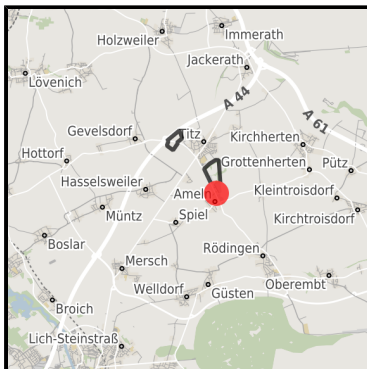 Immerath
Holzweiler
Jackerath
Lövenich
A 44
A 61
Gevelsdorf
Titz
Kirchherten
Hottorf
Grottenherten
Pütz
Hasselsweiler
Ameln
Kleintroisdorf
Müntz
Spiel
Kirchtroisdorf
Boslar
Rödingen
Mersch
Oberembt
Welldorf
Güsten
Broich
Lich-Steinstraß